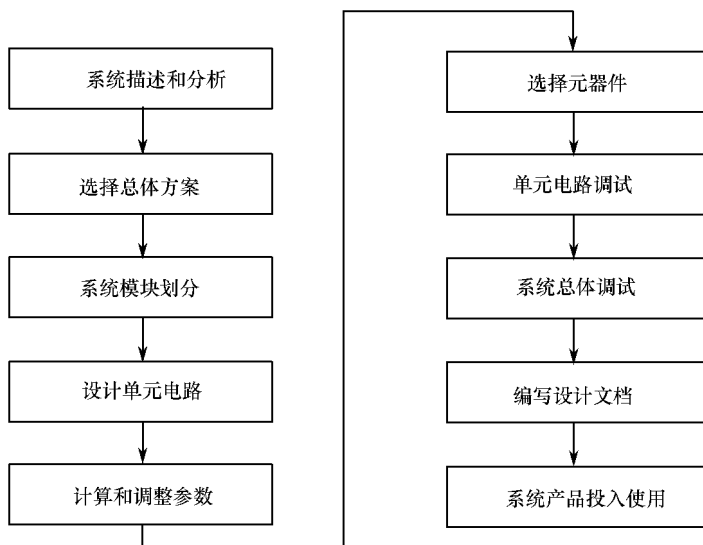 系统描述和分析
选择总体方案
系统模块划分
设计单元电路
计算和调整参数
选择元器件
单元电路调试
系统总体调试
编写设计文档
系统产品投入使用